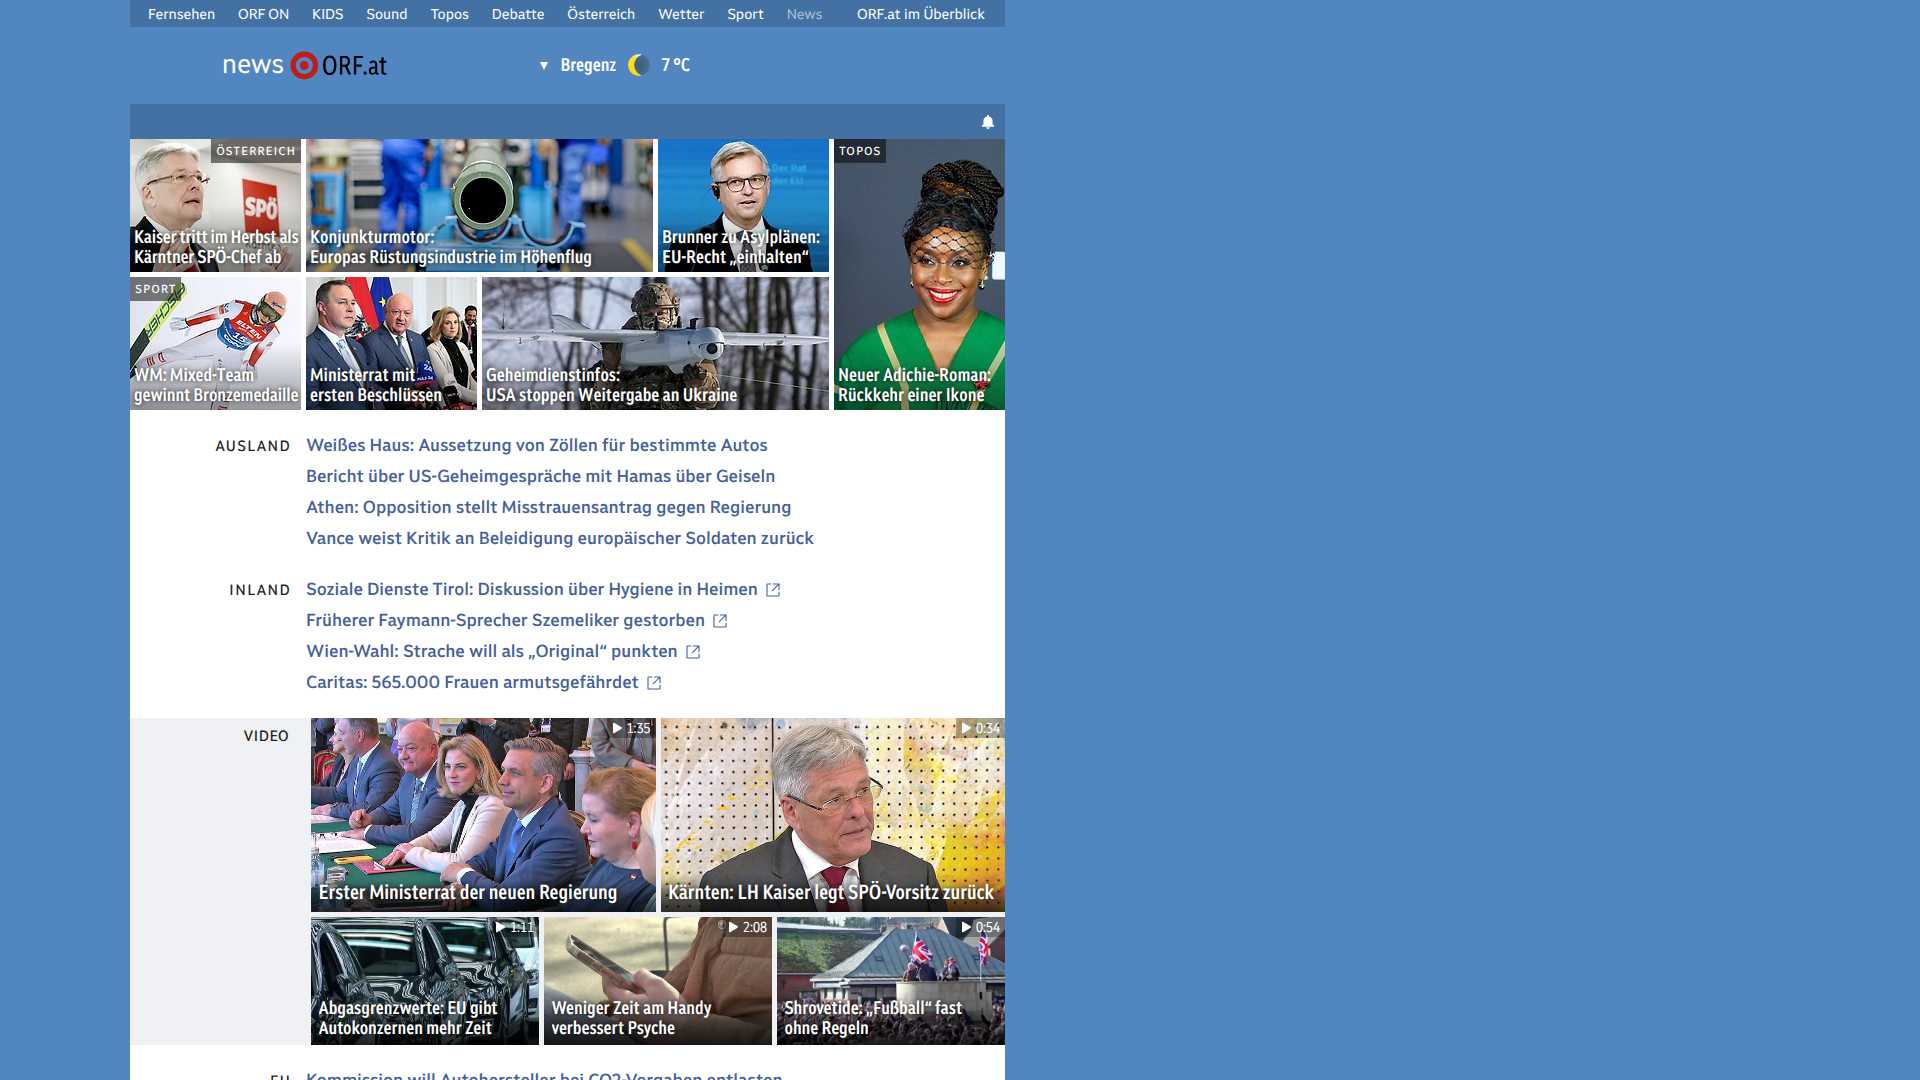 Fernsehen ORF ON KIDS Sound Topos Debatte Österreich Wetter Sport News ORF.at im Überblick
news ORF.at
▼ Bregenz 7 °C
ÖSTERREICH
SPÖ
Kaiser tritt im Herbst als
Kärntner SPÖ-Chef ab
Konjunkturmotor:
Europas Rüstungsindustrie im Höhenflug
Der Rat
der EU
Brunner zu Asylplänen:
EU-Recht „einhalten“
TOPOS
Neuer Adichie-Roman:
Rückkehr einer Ikone
SPORT
WM: Mixed-Team
gewinnt Bronzemedaille
Ministerrat mit
ersten Beschlüssen
Geheimdienstinfos:
USA stoppen Weitergabe an Ukraine
AUSLAND
Weißes Haus: Aussetzung von Zöllen für bestimmte Autos
Bericht über US-Geheimgespräche mit Hamas über Geiseln
Athen: Opposition stellt Misstrauensantrag gegen Regierung
Vance weist Kritik an Beleidigung europäischer Soldaten zurück
INLAND
Soziale Dienste Tirol: Diskussion über Hygiene in Heimen
Früherer Faymann-Sprecher Szemeliker gestorben
Wien-Wahl: Strache will als „Original“ punkten
Caritas: 565.000 Frauen armutsgefährdet
VIDEO
1:35
Erster Ministerrat der neuen Regierung
0:34
Kärnten: LH Kaiser legt SPÖ-Vorsitz zurück
1:11
Abgasgrenzwerte: EU gibt
Autokonzernen mehr Zeit
2:08
Weniger Zeit am Handy
verbessert Psyche
0:54
Shrovetide: „Fußball“ fast
ohne Regeln
EU
Kommission will Autohersteller bei CO2-Vorgaben entlasten